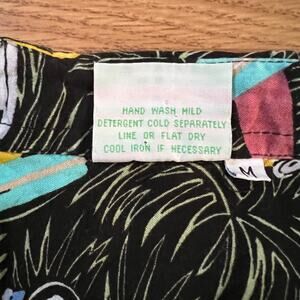 HAND WASH MILD
DETERGENT COLD SEPARATELY
LINE OR FLAT DRY
COOL IRON IF NECESSARY
M